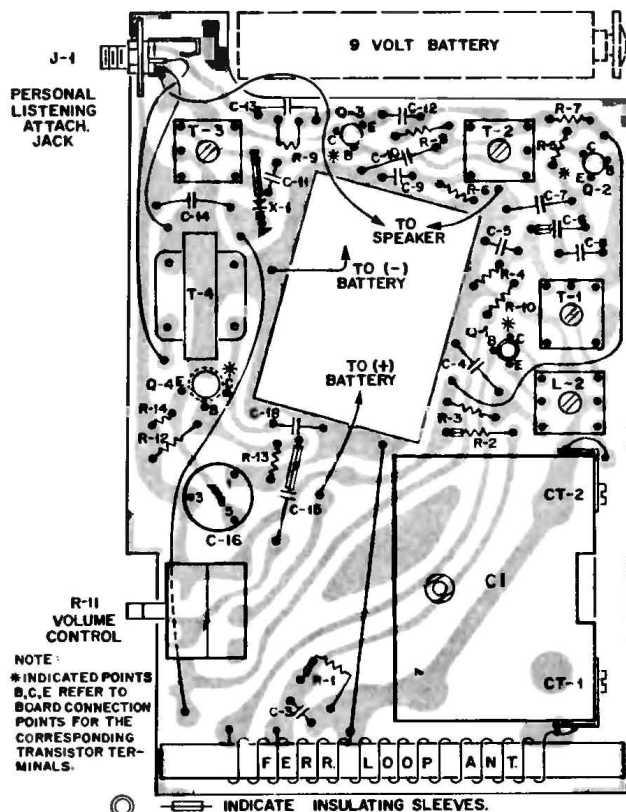 9 VOLT BATTERY
J-1
PERSONAL
LISTENING
ATTACH.
JACK
C-13
Q-3
C
E
B
*
C-12
R-7
T-3
R-9
T-2
C
E
B
*
Q-2
C-11
C-9
R-6
C-7
X-1
C-14
TO
SPEAKER
C-5
TO (-)
BATTERY
R-4
R-10
T-1
T-4
*
Q-1
B
C
E
TO (+)
BATTERY
C-4
L-2
Q-4
E
C
B
*
R-14
R-12
C-18
R-3
R-2
R-13
3
5
C-15
C-16
CT-2
C1
R-11
VOLUME
CONTROL
NOTE:
* INDICATED POINTS
B,C,E REFER TO
BOARD CONNECTION
POINTS FOR THE
CORRESPONDING
TRANSISTOR TER-
MINALS.
R-1
C-3
CT-1
FERR. LOOP ANT.
INDICATE INSULATING SLEEVES.